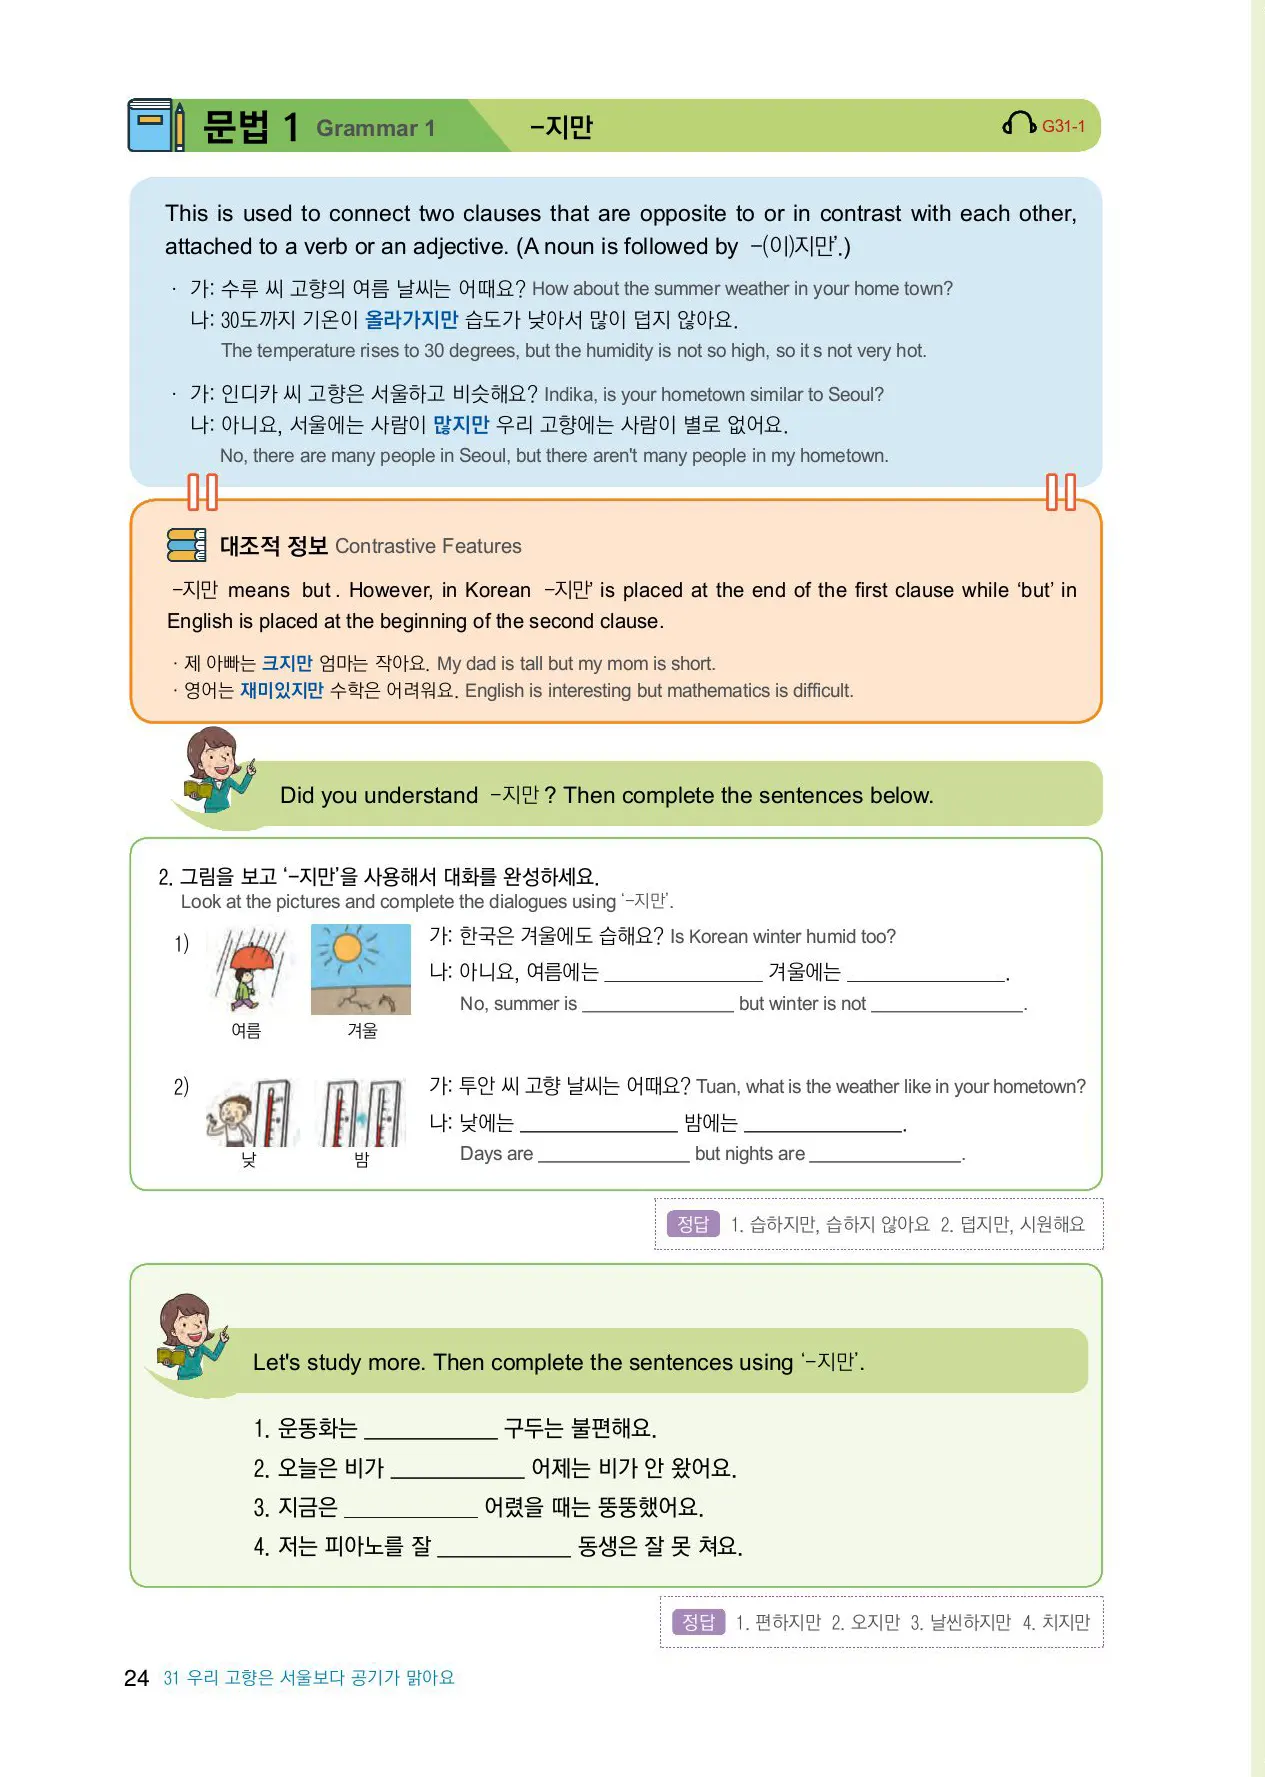 문법 1 Grammar 1 -지만 G31-1
This is used to connect two clauses that are opposite to or in contrast with each other,
attached to a verb or an adjective. (A noun is followed by -(이)지만’.)
· 가: 수루 씨 고향의 여름 날씨는 어때요? How about the summer weather in your home town?
나: 30도까지 기온이 올라가지만 습도가 낮아서 많이 덥지 않아요.
The temperature rises to 30 degrees, but the humidity is not so high, so it s not very hot.
· 가: 인디카 씨 고향은 서울하고 비슷해요? Indika, is your hometown similar to Seoul?
나: 아니요, 서울에는 사람이 많지만 우리 고향에는 사람이 별로 없어요.
No, there are many people in Seoul, but there aren't many people in my hometown.
대조적 정보 Contrastive Features
-지만 means but . However, in Korean -지만’ is placed at the end of the first clause while ‘but’ in
English is placed at the beginning of the second clause.
· 제 아빠는 크지만 엄마는 작아요. My dad is tall but my mom is short.
· 영어는 재미있지만 수학은 어려워요. English is interesting but mathematics is difficult.
Did you understand -지만 ? Then complete the sentences below.
2. 그림을 보고 ‘-지만’을 사용해서 대화를 완성하세요.
Look at the pictures and complete the dialogues using ‘-지만’.
1) 가: 한국은 겨울에도 습해요? Is Korean winter humid too?
나: 아니요, 여름에는 _______________ 겨울에는 _______________.
No, summer is _______________ but winter is not _______________.
여름 겨울
2) 가: 투안 씨 고향 날씨는 어때요? Tuan, what is the weather like in your hometown?
나: 낮에는 _______________ 밤에는 _______________.
Days are _______________ but nights are _______________.
낮 밤
정답 1. 습하지만, 습하지 않아요 2. 덥지만, 시원해요
Let's study more. Then complete the sentences using ‘-지만’.
1. 운동화는 ____________ 구두는 불편해요.
2. 오늘은 비가 ____________ 어제는 비가 안 왔어요.
3. 지금은 ____________ 어렸을 때는 뚱뚱했어요.
4. 저는 피아노를 잘 ____________ 동생은 잘 못 쳐요.
정답 1. 편하지만 2. 오지만 3. 날씬하지만 4. 치지만
24 31 우리 고향은 서울보다 공기가 맑아요